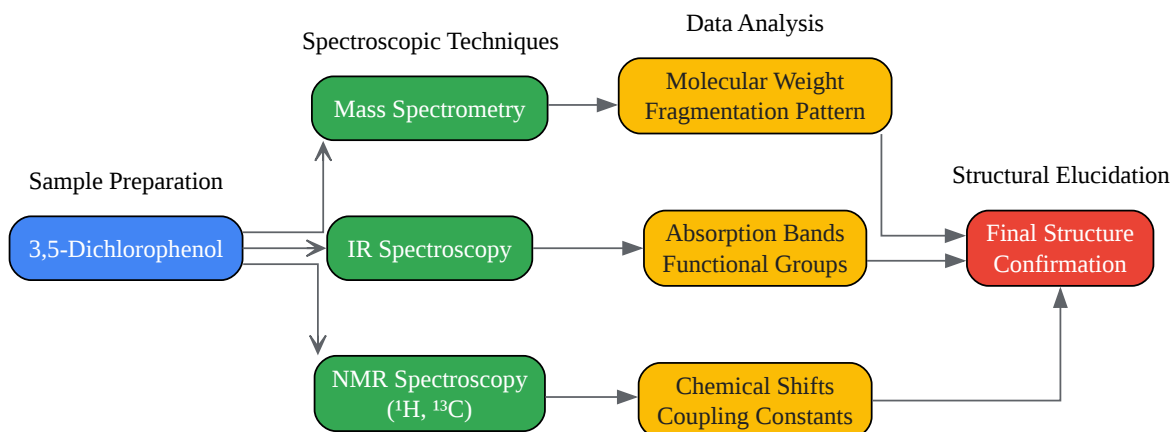 Sample Preparation
3,5-Dichlorophenol
Spectroscopic Techniques
Mass Spectrometry
IR Spectroscopy
NMR Spectroscopy
(¹H, ¹³C)
Data Analysis
Molecular Weight
Fragmentation Pattern
Absorption Bands
Functional Groups
Chemical Shifts
Coupling Constants
Structural Elucidation
Final Structure
Confirmation